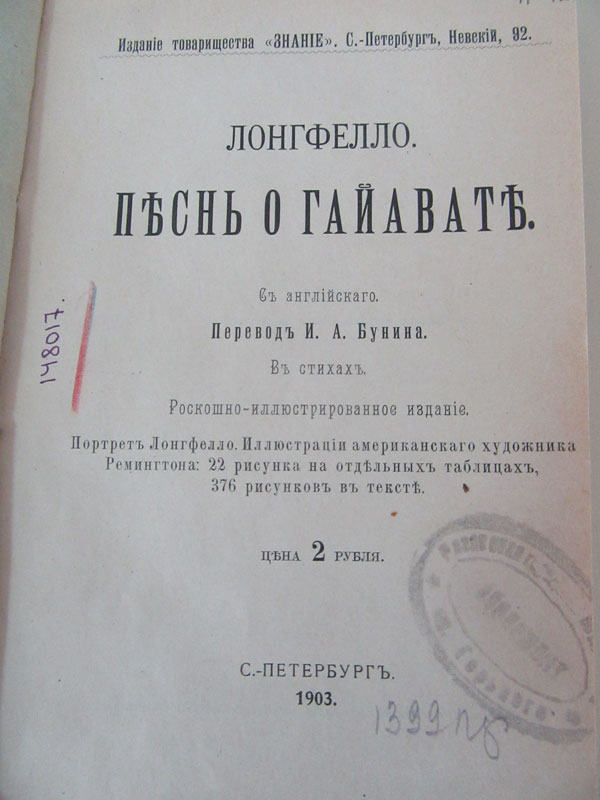 Изданіе товарищества «ЗНАНІЕ». С.-Петербургъ, Невскій, 92.
ЛОНГФЕЛЛО.
ПѢСНЬ О ГАЙАВАТѢ.
Съ англійскаго.
Переводъ И. А. Бунина.
Въ стихахъ.
Роскошно-иллюстрированное изданіе.
Портретъ Лонгфелло. Иллюстраціи американскаго художника
Ремингтона: 22 рисунка на отдѣльныхъ таблицахъ,
376 рисунковъ въ текстѣ.
ЦѢНА 2 РУБЛЯ.
С.-ПЕТЕРБУРГЪ.
1903.
148017.
1399
Горького